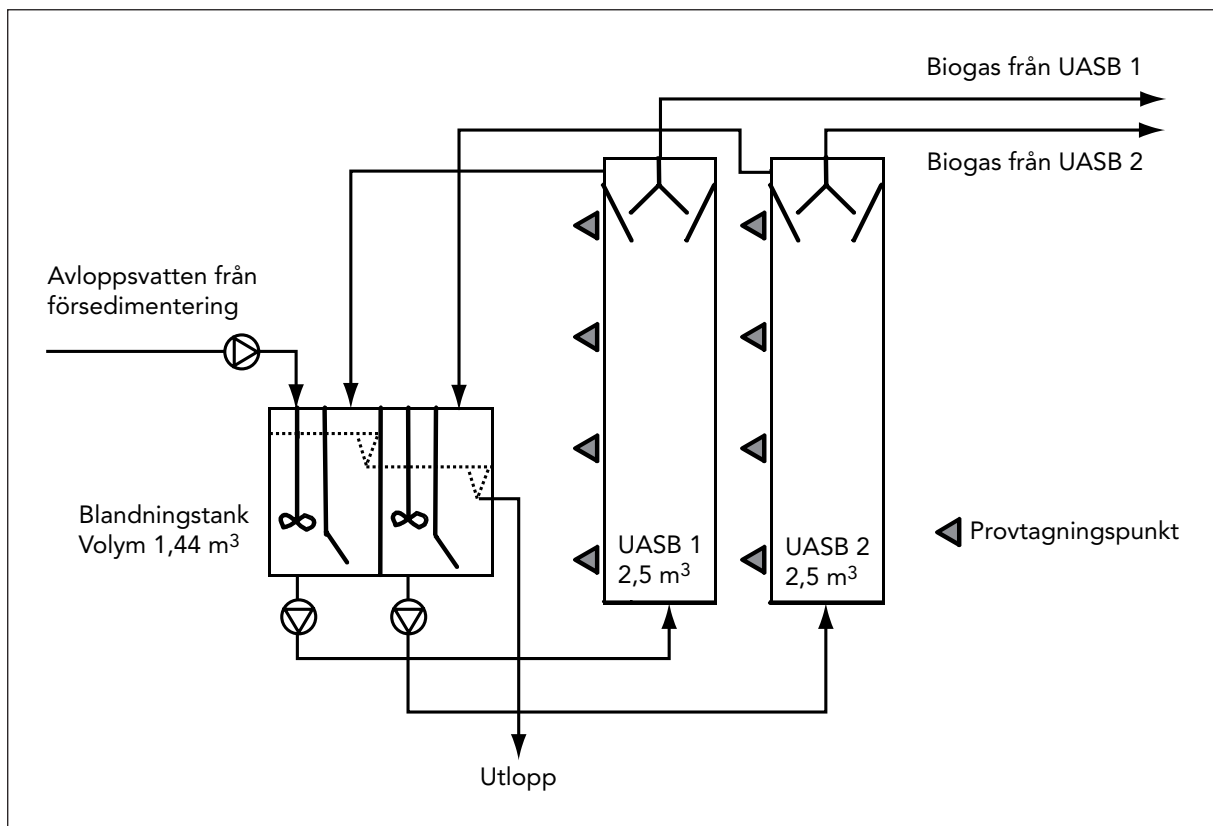 Biogas från UASB 1
Biogas från UASB 2
Avloppsvatten från
försedimentering
Blandningstank
Volym 1,44 m³
UASB 1
2,5 m³
UASB 2
2,5 m³
Provtagningspunkt
Utlopp